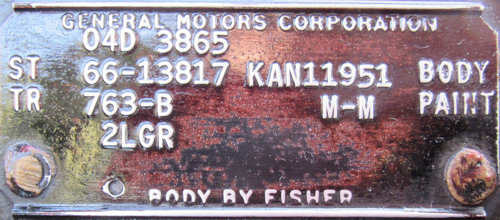 GENERAL MOTORS CORPORATION
04D 3865
ST 66-13817 KAN11951 BODY
TR 763-B M-M PAINT
2LGR
BODY BY FISHER